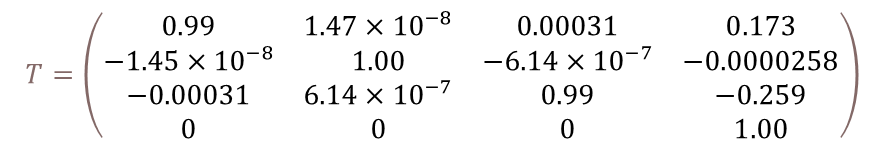 0.99 1.47 × 10⁻⁸ 0.00031 0.173
T = −1.45 × 10⁻⁸ 1.00 −6.14 × 10⁻⁷ −0.0000258
−0.00031 6.14 × 10⁻⁷ 0.99 −0.259
0 0 0 1.00